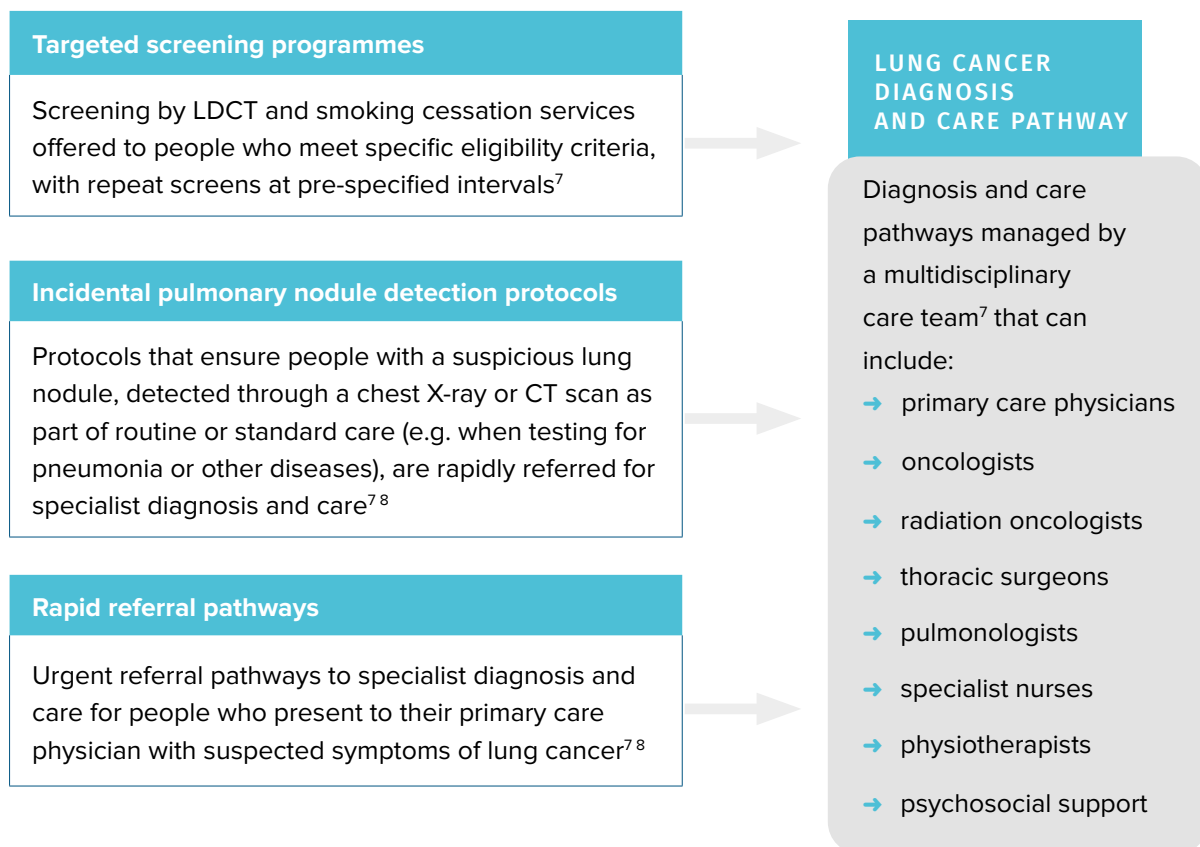 Targeted screening programmes
Screening by LDCT and smoking cessation services
offered to people who meet specific eligibility criteria,
with repeat screens at pre-specified intervals⁷
Incidental pulmonary nodule detection protocols
Protocols that ensure people with a suspicious lung
nodule, detected through a chest X-ray or CT scan as
part of routine or standard care (e.g. when testing for
pneumonia or other diseases), are rapidly referred for
specialist diagnosis and care⁷ ⁸
Rapid referral pathways
Urgent referral pathways to specialist diagnosis and
care for people who present to their primary care
physician with suspected symptoms of lung cancer⁷ ⁸
LUNG CANCER
DIAGNOSIS
AND CARE PATHWAY
Diagnosis and care
pathways managed by
a multidisciplinary
care team⁷ that can
include:
➜ primary care physicians
➜ oncologists
➜ radiation oncologists
➜ thoracic surgeons
➜ pulmonologists
➜ specialist nurses
➜ physiotherapists
➜ psychosocial support